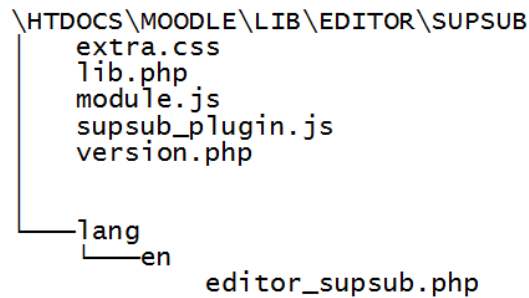 \HTDOCS\MOODLE\LIB\EDITOR\SUPSUB
extra.css
lib.php
module.js
supsub_plugin.js
version.php
lang
en
editor_supsub.php